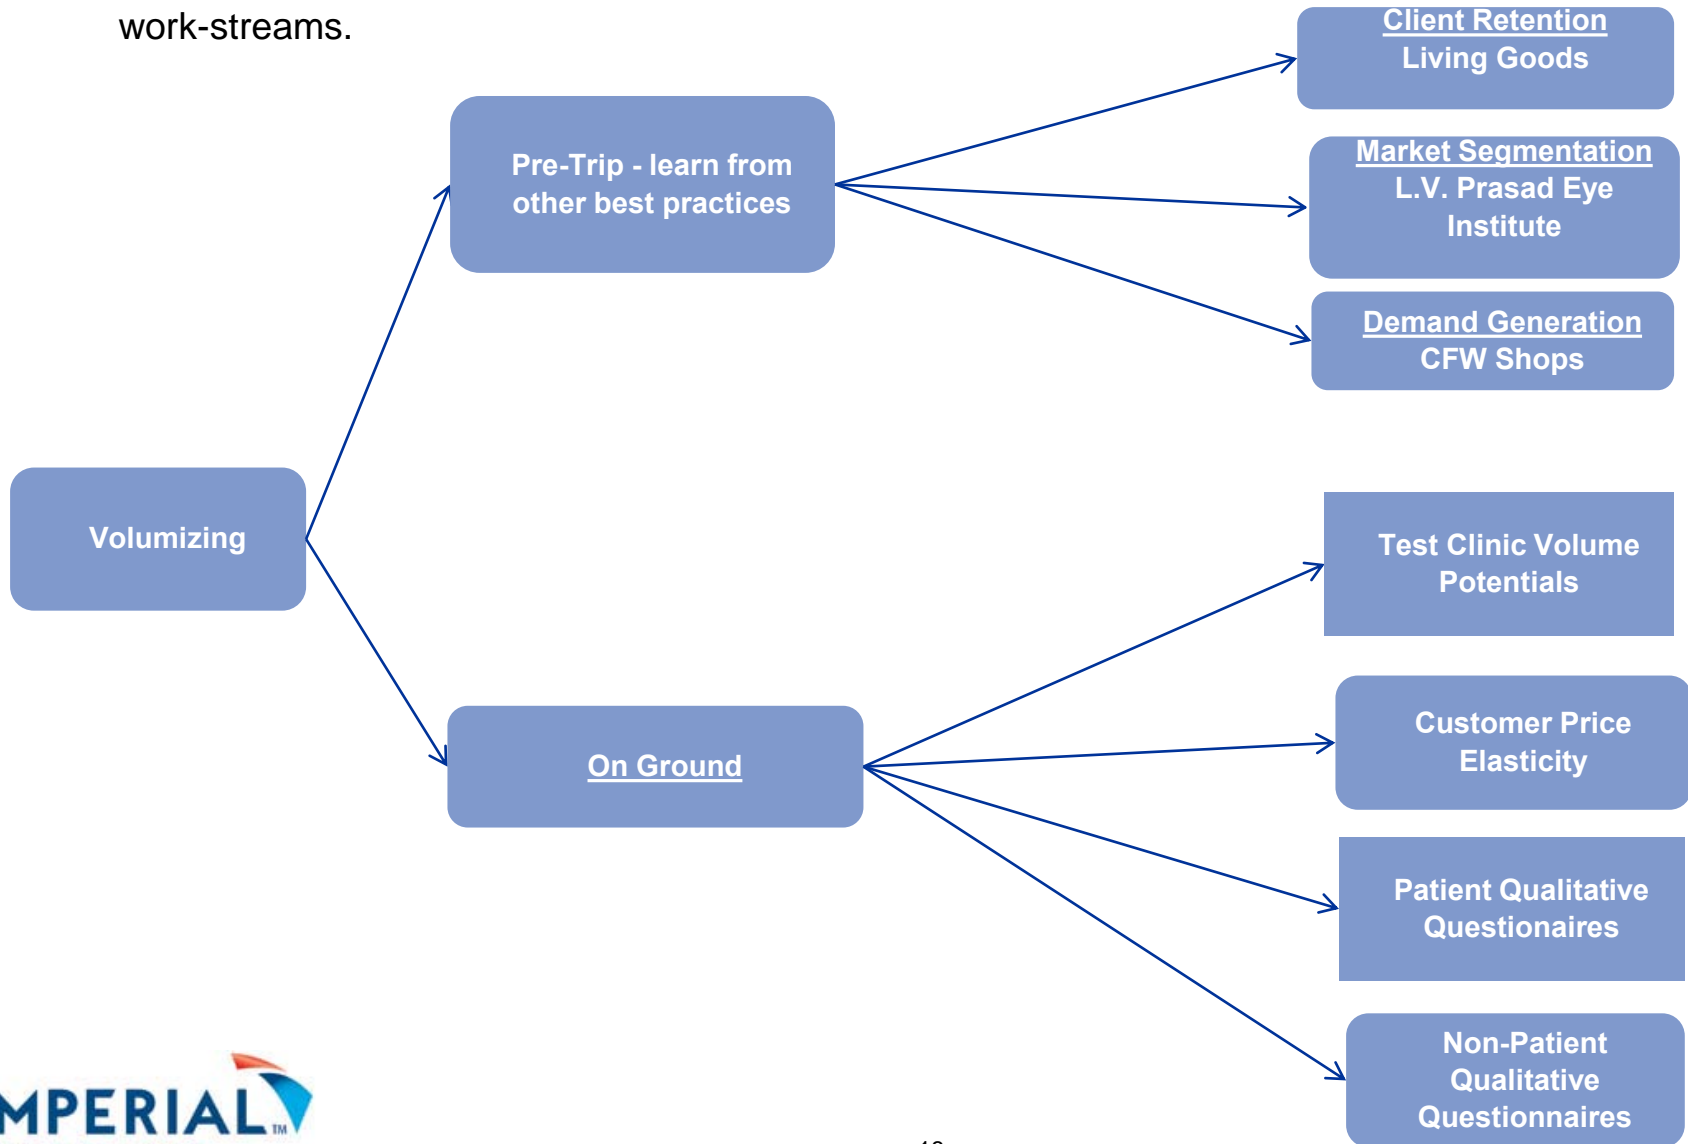 work-streams.
Client Retention
Living Goods
Pre-Trip - learn from
other best practices
Market Segmentation
L.V. Prasad Eye
Institute
Demand Generation
CFW Shops
Volumizing
Test Clinic Volume
Potentials
On Ground
Customer Price
Elasticity
Patient Qualitative
Questionaires
Non-Patient
Qualitative
Questionnaires
MPERIAL
TM